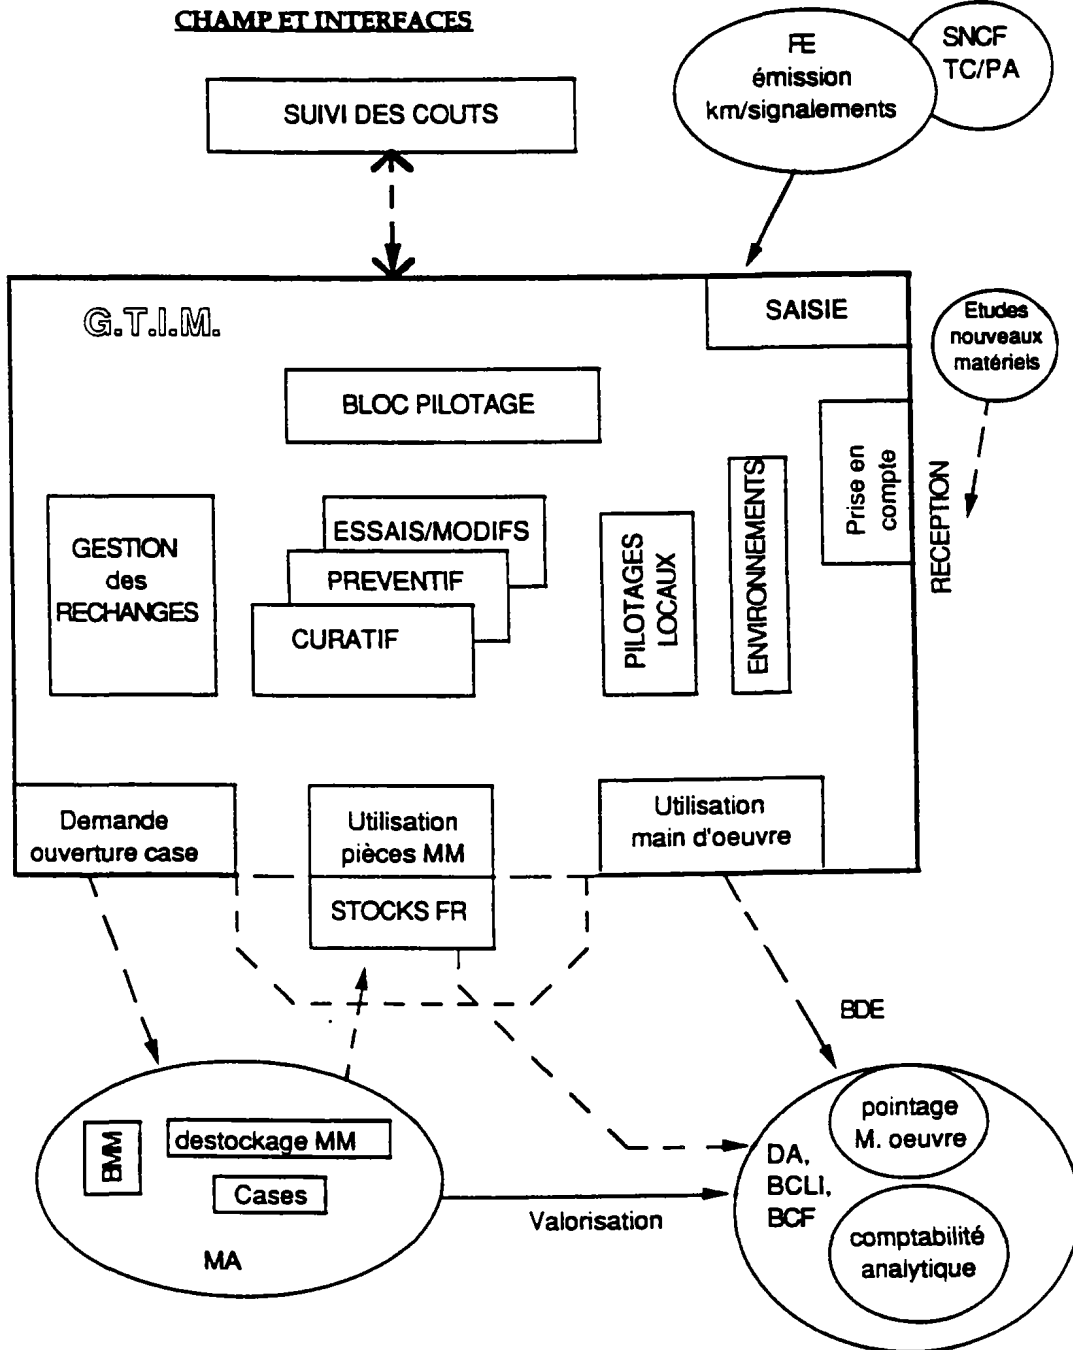 CHAMP ET INTERFACES
FE
émission
km/signalements
SNCF
TC/PA
SUIVI DES COUTS
G.T.I.M.
SAISIE
Etudes
nouveaux
matériels
BLOC PILOTAGE
Prise en
compte
RECEPTION
GESTION
des
RECHANGES
ESSAIS/MODIFS
PREVENTIF
CURATIF
PILOTAGES
LOCAUX
ENVIRONNEMENTS
Demande
ouverture case
Utilisation
pièces MM
STOCKS FR
Utilisation
main d'oeuvre
BDE
BMM
destockage MM
Cases
MA
Valorisation
pointage
M. oeuvre
DA,
BCLI,
BCF
comptabilité
analytique